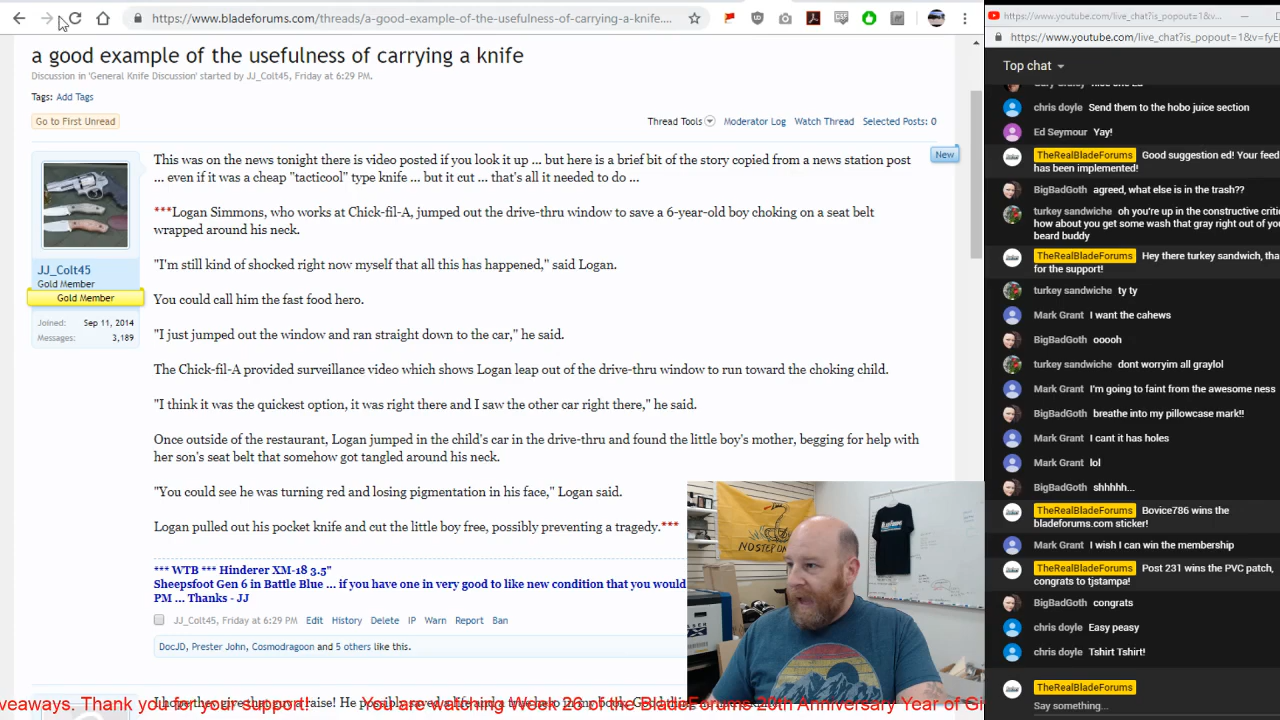 https://www.bladeforums.com/threads/a-good-example-of-the-usefulness-of-carrying-a-knife....
a good example of the usefulness of carrying a knife
Discussion in 'General Knife Discussion' started by JJ_Colt45, Friday at 6:29 PM.
Tags: Add Tags
Go to First Unread
Thread Tools
Moderator Log
Watch Thread
Selected Posts: 0
New
This was on the news tonight there is video posted if you look it up ... but here is a brief bit of the story copied from a news station post
... even if it was a cheap "tacticool" type knife ... but it cut ... that's all it needed to do ...
***Logan Simmons, who works at Chick-fil-A, jumped out the drive-thru window to save a 6-year-old boy choking on a seat belt
wrapped around his neck.
JJ_Colt45
Gold Member
Gold Member
Joined: Sep 11, 2014
Messages: 3,189
"I'm still kind of shocked right now myself that all this has happened," said Logan.
You could call him the fast food hero.
"I just jumped out the window and ran straight down to the car," he said.
The Chick-fil-A provided surveillance video which shows Logan leap out of the drive-thru window to run toward the choking child.
"I think it was the quickest option, it was right there and I saw the other car right there," he said.
Once outside of the restaurant, Logan jumped in the child's car in the drive-thru and found the little boy's mother, begging for help with
her son's seat belt that somehow got tangled around his neck.
"You could see he was turning red and losing pigmentation in his face," Logan said.
Logan pulled out his pocket knife and cut the little boy free, possibly preventing a tragedy.***
*** WTB *** Hinderer XM-18 3.5"
Sheepsfoot Gen 6 in Battle Blue ... if you have one in very good to like new condition that you would
PM ... Thanks - JJ
JJ_Colt45, Friday at 6:29 PM Edit History Delete IP Warn Report Ban
DocJD, Prester John, Cosmodragoon and 5 others like this.
veaways. Thank you for your support! We are waiting Week 26 of the BladeForums 20th Anniversary Year of Gi
https://www.youtube.com/live_chat?is_popout=1&v...
https://www.youtube.com/live_chat?is_popout=1&v=fyE
Top chat
chris doyle Send them to the hobo juice section
Ed Seymour Yay!
TheRealBladeForums Good suggestion ed! Your feed
has been implemented!
BigBadGoth agreed, what else is in the trash??
turkey sandwiche oh you're up in the constructive critic
how about you get some wash that gray right out of you
beard buddy
TheRealBladeForums Hey there turkey sandwich, tha
for the support!
turkey sandwiche ty ty
Mark Grant I want the cahews
BigBadGoth ooooh
turkey sandwiche dont worryim all graylol
Mark Grant I'm going to faint from the awesome ness
BigBadGoth breathe into my pillowcase mark!!
Mark Grant I cant it has holes
Mark Grant lol
BigBadGoth shhhhh...
TheRealBladeForums Bovice786 wins the
bladeforums.com sticker!
Mark Grant I wish I can win the membership
TheRealBladeForums Post 231 wins the PVC patch,
congrats to tjstampa!
BigBadGoth congrats
chris doyle Easy peasy
chris doyle Tshirt Tshirt!
TheRealBladeForums
Say something...